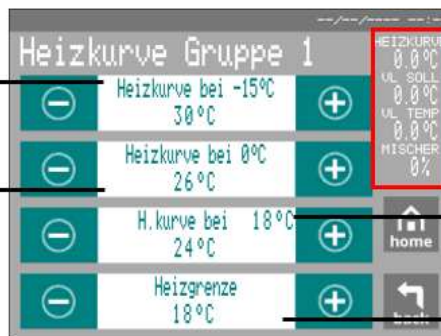 --/--/---- --:-
Heizkurve Gruppe 1
Heizkurve bei -15°C
30°C
Heizkurve bei 0°C
26°C
H.kurve bei 18°C
24°C
Heizgrenze
18°C
HEIZKURVE
0.0°C
VL SOLL
0.0°C
VL TEMP
0.0°C
MISCHER
0%
home
back